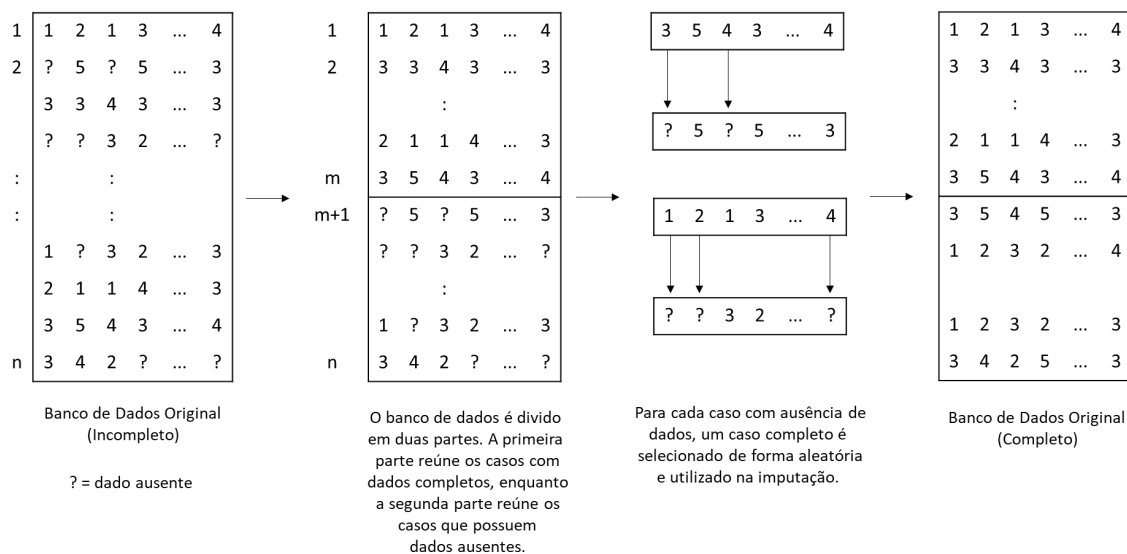 1 1 2 1 3 ... 4
2 ? 5 ? 5 ... 3
3 3 4 3 ... 3
? ? 3 2 ... ?
: :
: :
1 ? 3 2 ... 3
2 1 1 4 ... 3
3 5 4 3 ... 4
n 3 4 2 ? ... ?
Banco de Dados Original
(Incompleto)
? = dado ausente
1 1 2 1 3 ... 4
2 3 3 4 3 ... 3
:
2 1 1 4 ... 3
m 3 5 4 3 ... 4
m+1 ? 5 ? 5 ... 3
? ? 3 2 ... ?
:
1 ? 3 2 ... 3
3 4 2 ? ... ?
O banco de dados é divido
em duas partes. A primeira
parte reúne os casos com
dados completos, enquanto
a segunda parte reúne os
casos que possuem
dados ausentes.
3 5 4 3 ... 4
? 5 ? 5 ... 3
1 2 1 3 ... 4
? ? 3 2 ... ?
Para cada caso com ausência de
dados, um caso completo é
selecionado de forma aleatória
e utilizado na imputação.
1 2 1 3 ... 4
3 3 4 3 ... 3
:
2 1 1 4 ... 3
3 5 4 3 ... 4
3 5 4 5 ... 3
1 2 3 2 ... 4
1 2 3 2 ... 3
3 4 2 5 ... 3
Banco de Dados Original
(Completo)